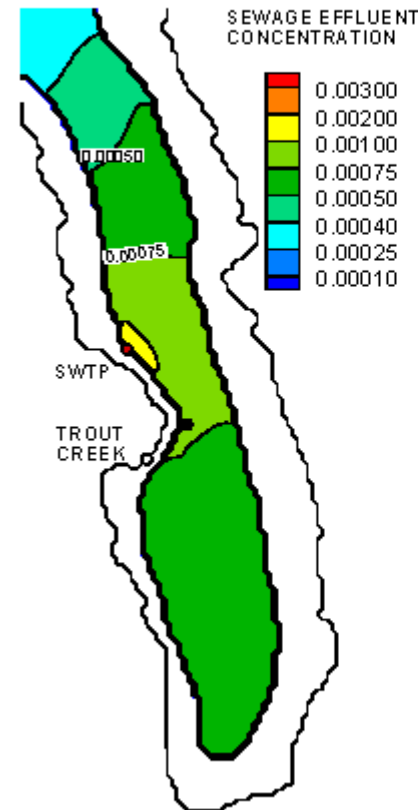 SEWAGE EFFLUENT
CONCENTRATION
0.00300
0.00200
0.00100
0.00075
0.00050
0.00040
0.00025
0.00010
0.00050
0.00075
SWTP
TROUT
CREEK